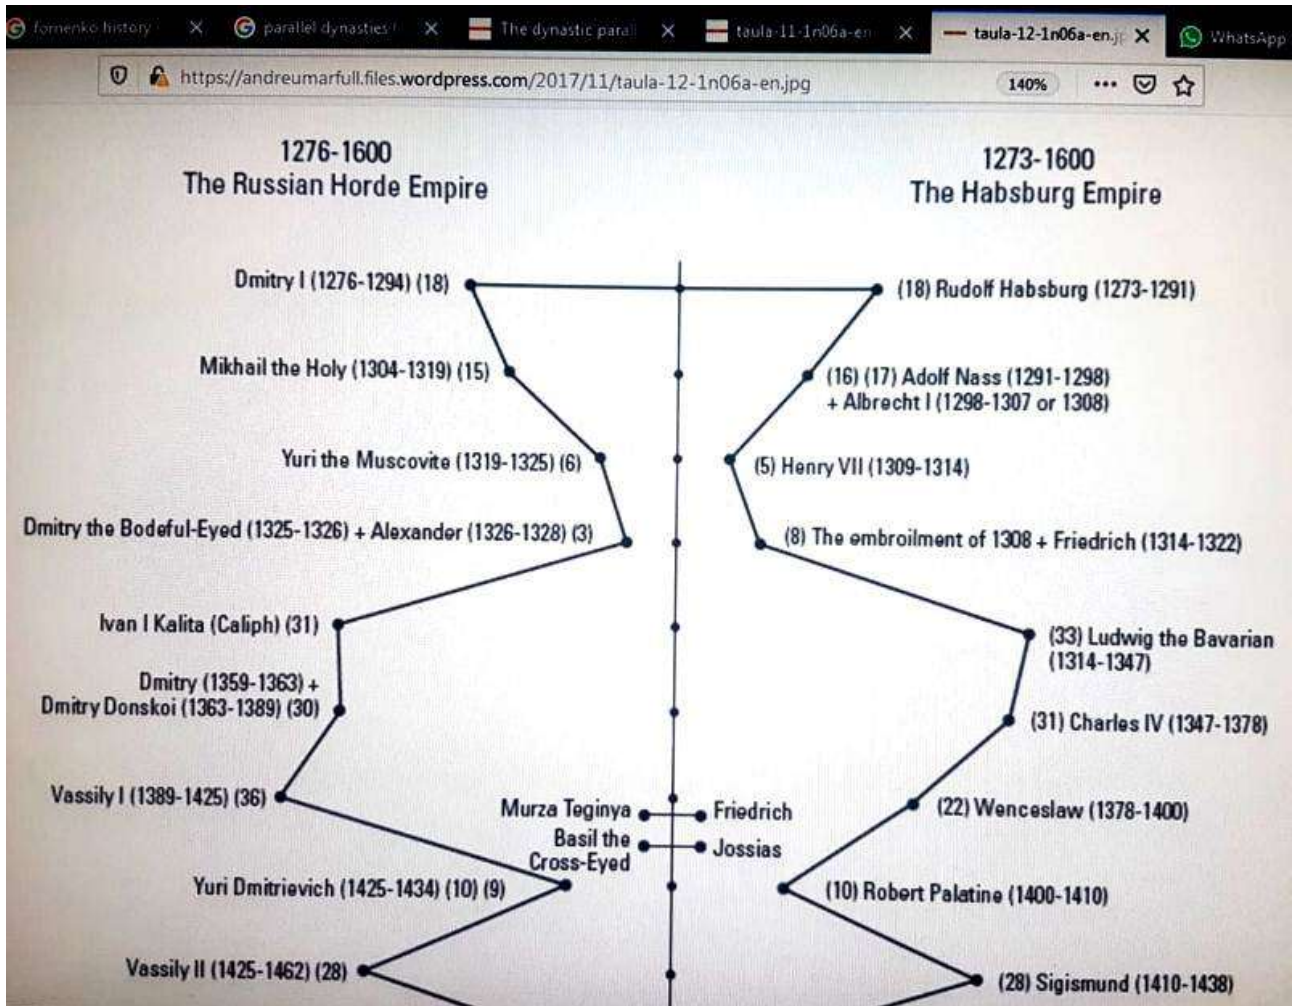 fomenko history
parallel dynasties
The dynastic paral
taula-11-1n06a-en
taula-12-1n06a-en.jp
WhatsApp
https://andreumarfull.files.wordpress.com/2017/11/taula-12-1n06a-en.jpg
140%
1276-1600
The Russian Horde Empire
1273-1600
The Habsburg Empire
Dmitry I (1276-1294) (18)
(18) Rudolf Habsburg (1273-1291)
Mikhail the Holy (1304-1319) (15)
(16) (17) Adolf Nass (1291-1298)
+ Albrecht I (1298-1307 or 1308)
Yuri the Muscovite (1319-1325) (6)
(5) Henry VII (1309-1314)
Dmitry the Bodeful-Eyed (1325-1326) + Alexander (1326-1328) (3)
(8) The embroilment of 1308 + Friedrich (1314-1322)
Ivan I Kalita (Caliph) (31)
(33) Ludwig the Bavarian
(1314-1347)
Dmitry (1359-1363) +
Dmitry Donskoi (1363-1389) (30)
(31) Charles IV (1347-1378)
Vassily I (1389-1425) (36)
(22) Wenceslaw (1378-1400)
Murza Teginya
Friedrich
Basil the
Cross-Eyed
Jossias
Yuri Dmitrievich (1425-1434) (10) (9)
(10) Robert Palatine (1400-1410)
Vassily II (1425-1462) (28)
(28) Sigismund (1410-1438)